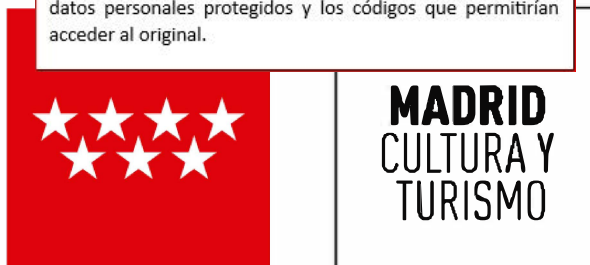 datos personales protegidos y los códigos que permitirían
acceder al original.
MADRID
CULTURA Y
TURISMO